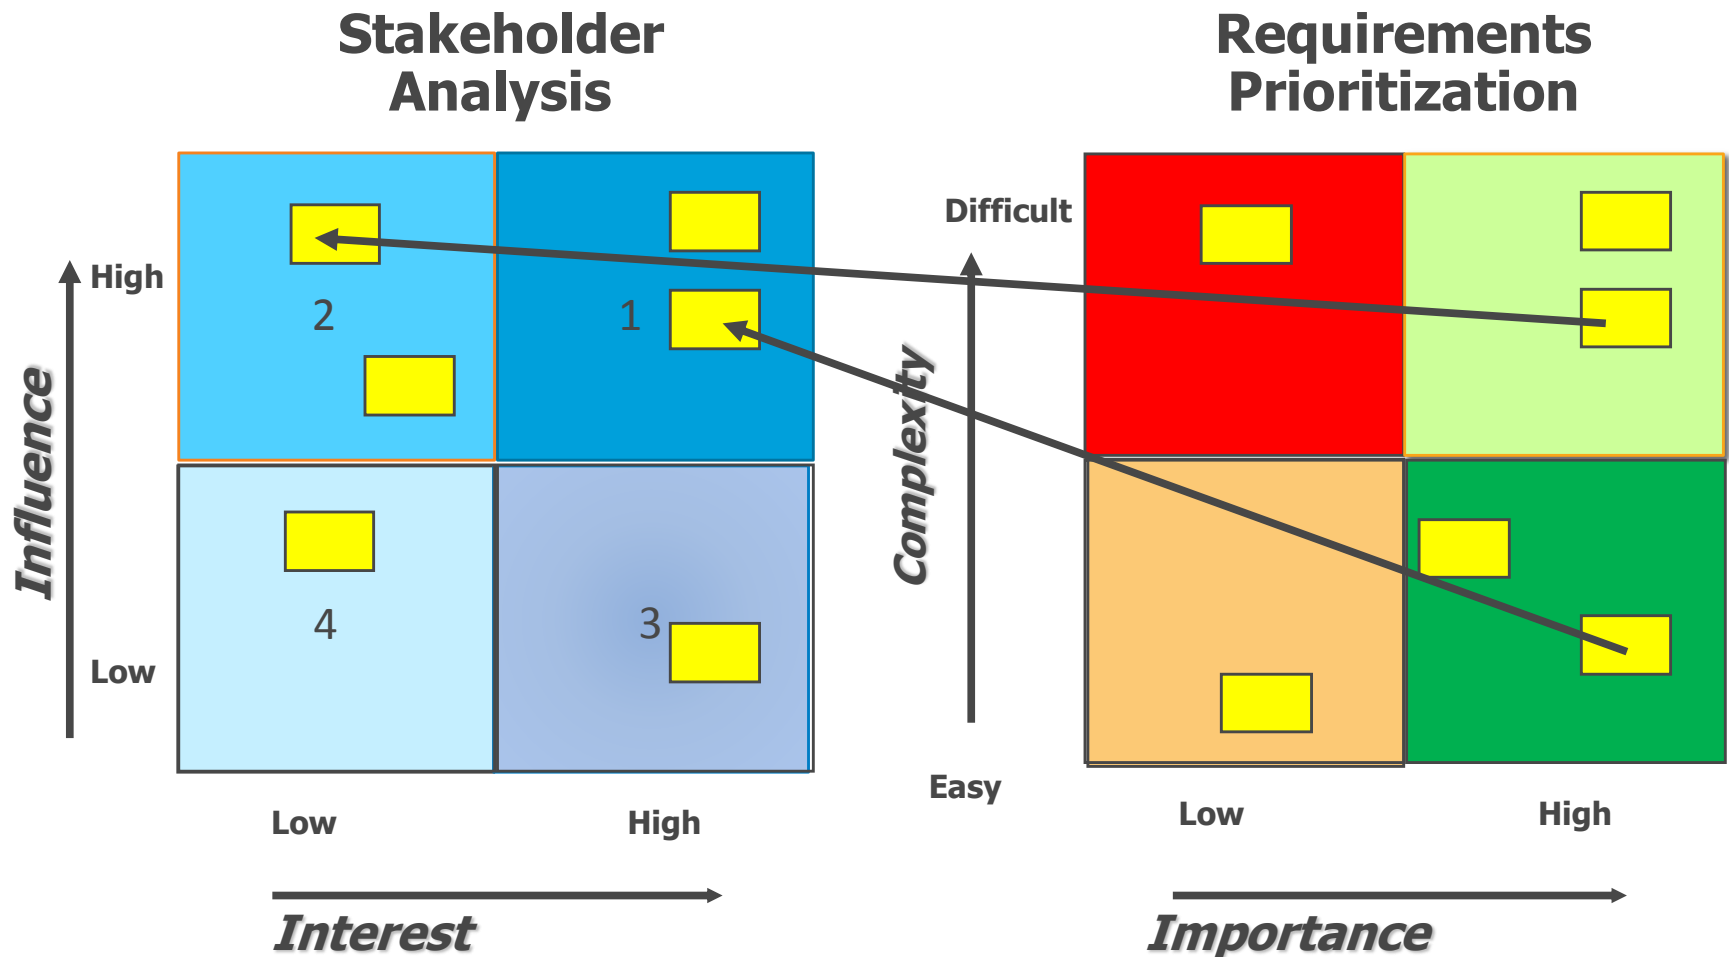 Stakeholder
Analysis
Requirements
Prioritization
Difficult
High
2
1
Influence
Complexity
4
3
Low
Easy
Low
High
Low
High
Interest
Importance